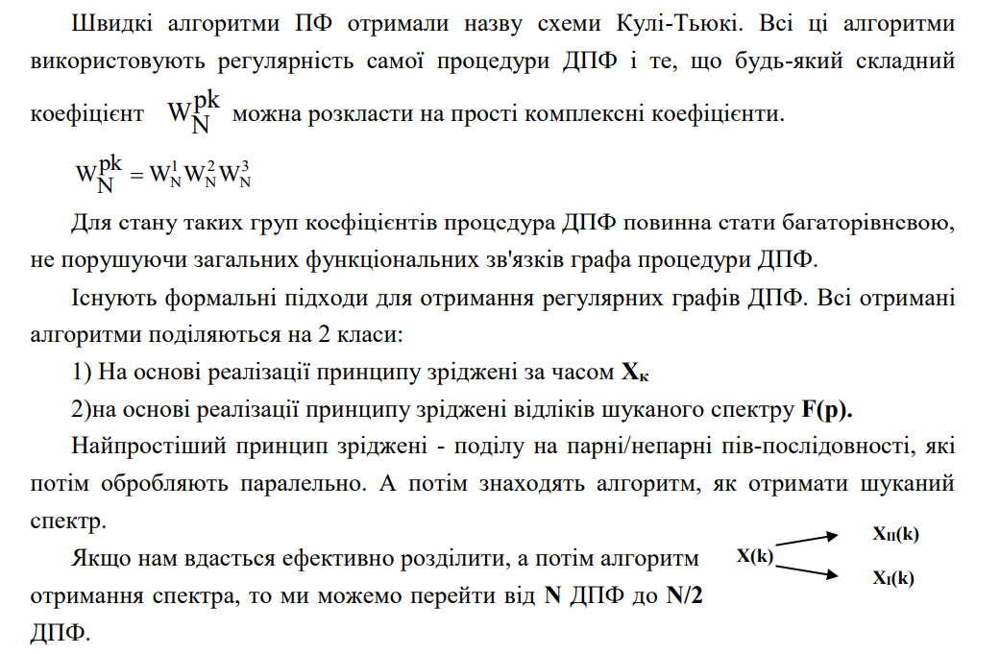 Швидкі алгоритми ПФ отримали назву схеми Кулі-Тьюкі. Всі ці алгоритми
використовують регулярність самої процедури ДПФ і те, що будь-який складний
коефіцієнт W_N^{pk} можна розкласти на прості комплексні коефіцієнти.
W_N^{pk} = W_N^1 W_N^2 W_N^3
Для стану таких груп коефіцієнтів процедура ДПФ повинна стати багаторівневою,
не порушуючи загальних функціональних зв'язків графа процедури ДПФ.
Існують формальні підходи для отримання регулярних графів ДПФ. Всі отримані
алгоритми поділяються на 2 класи:
1) На основі реалізації принципу зріджені за часом X_к
2)на основі реалізації принципу зріджені відліків шуканого спектру F(p).
Найпростіший принцип зріджені - поділу на парні/непарні пів-послідовності, які
потім обробляють паралельно. А потім знаходять алгоритм, як отримати шуканий
спектр.
Якщо нам вдасться ефективно розділити, а потім алгоритм
отримання спектра, то ми можемо перейти від N ДПФ до N/2
ДПФ.
X(k)
X_II(k)
X_I(k)